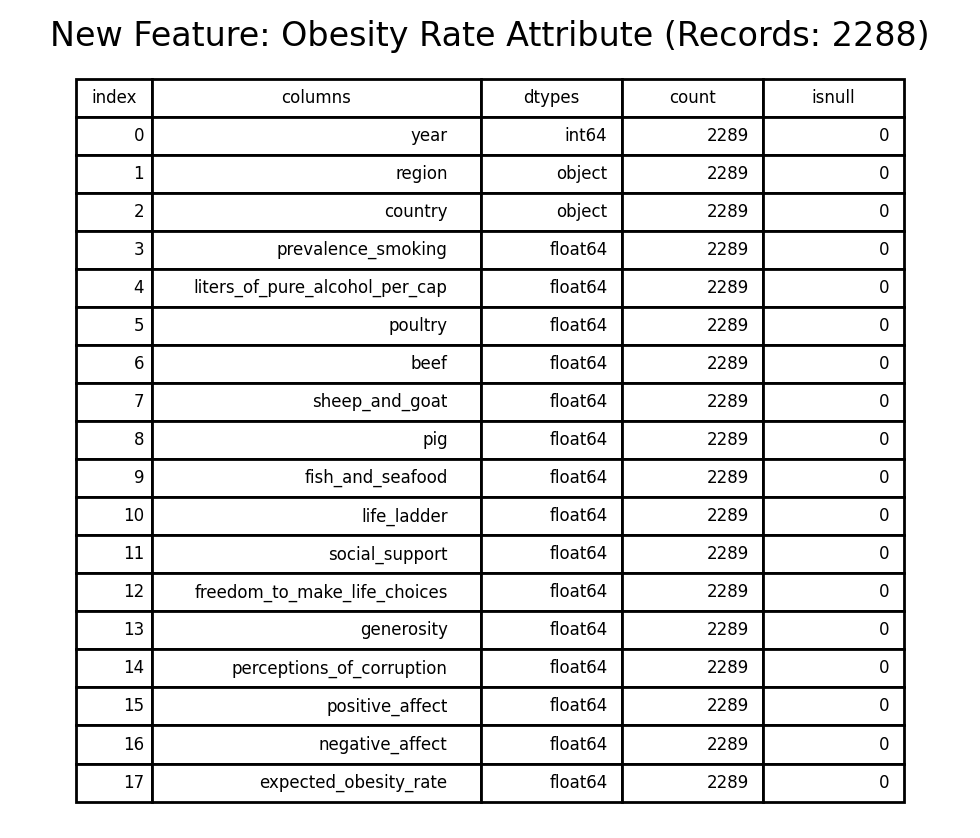 New Feature: Obesity Rate Attribute (Records: 2288)
index columns dtypes count isnull
0 year int64 2289 0
1 region object 2289 0
2 country object 2289 0
3 prevalence_smoking float64 2289 0
4 liters_of_pure_alcohol_per_cap float64 2289 0
5 poultry float64 2289 0
6 beef float64 2289 0
7 sheep_and_goat float64 2289 0
8 pig float64 2289 0
9 fish_and_seafood float64 2289 0
10 life_ladder float64 2289 0
11 social_support float64 2289 0
12 freedom_to_make_life_choices float64 2289 0
13 generosity float64 2289 0
14 perceptions_of_corruption float64 2289 0
15 positive_affect float64 2289 0
16 negative_affect float64 2289 0
17 expected_obesity_rate float64 2289 0